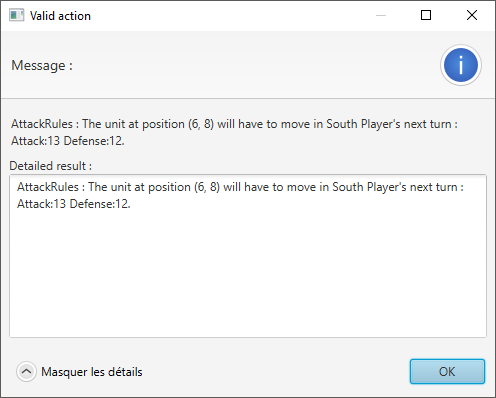 Valid action
Message :
i
AttackRules : The unit at position (6, 8) will have to move in South Player's next turn :
Attack:13 Defense:12.
Detailed result :
AttackRules : The unit at position (6, 8) will have to move in South Player's next turn :
Attack:13 Defense:12.
Masquer les détails
OK